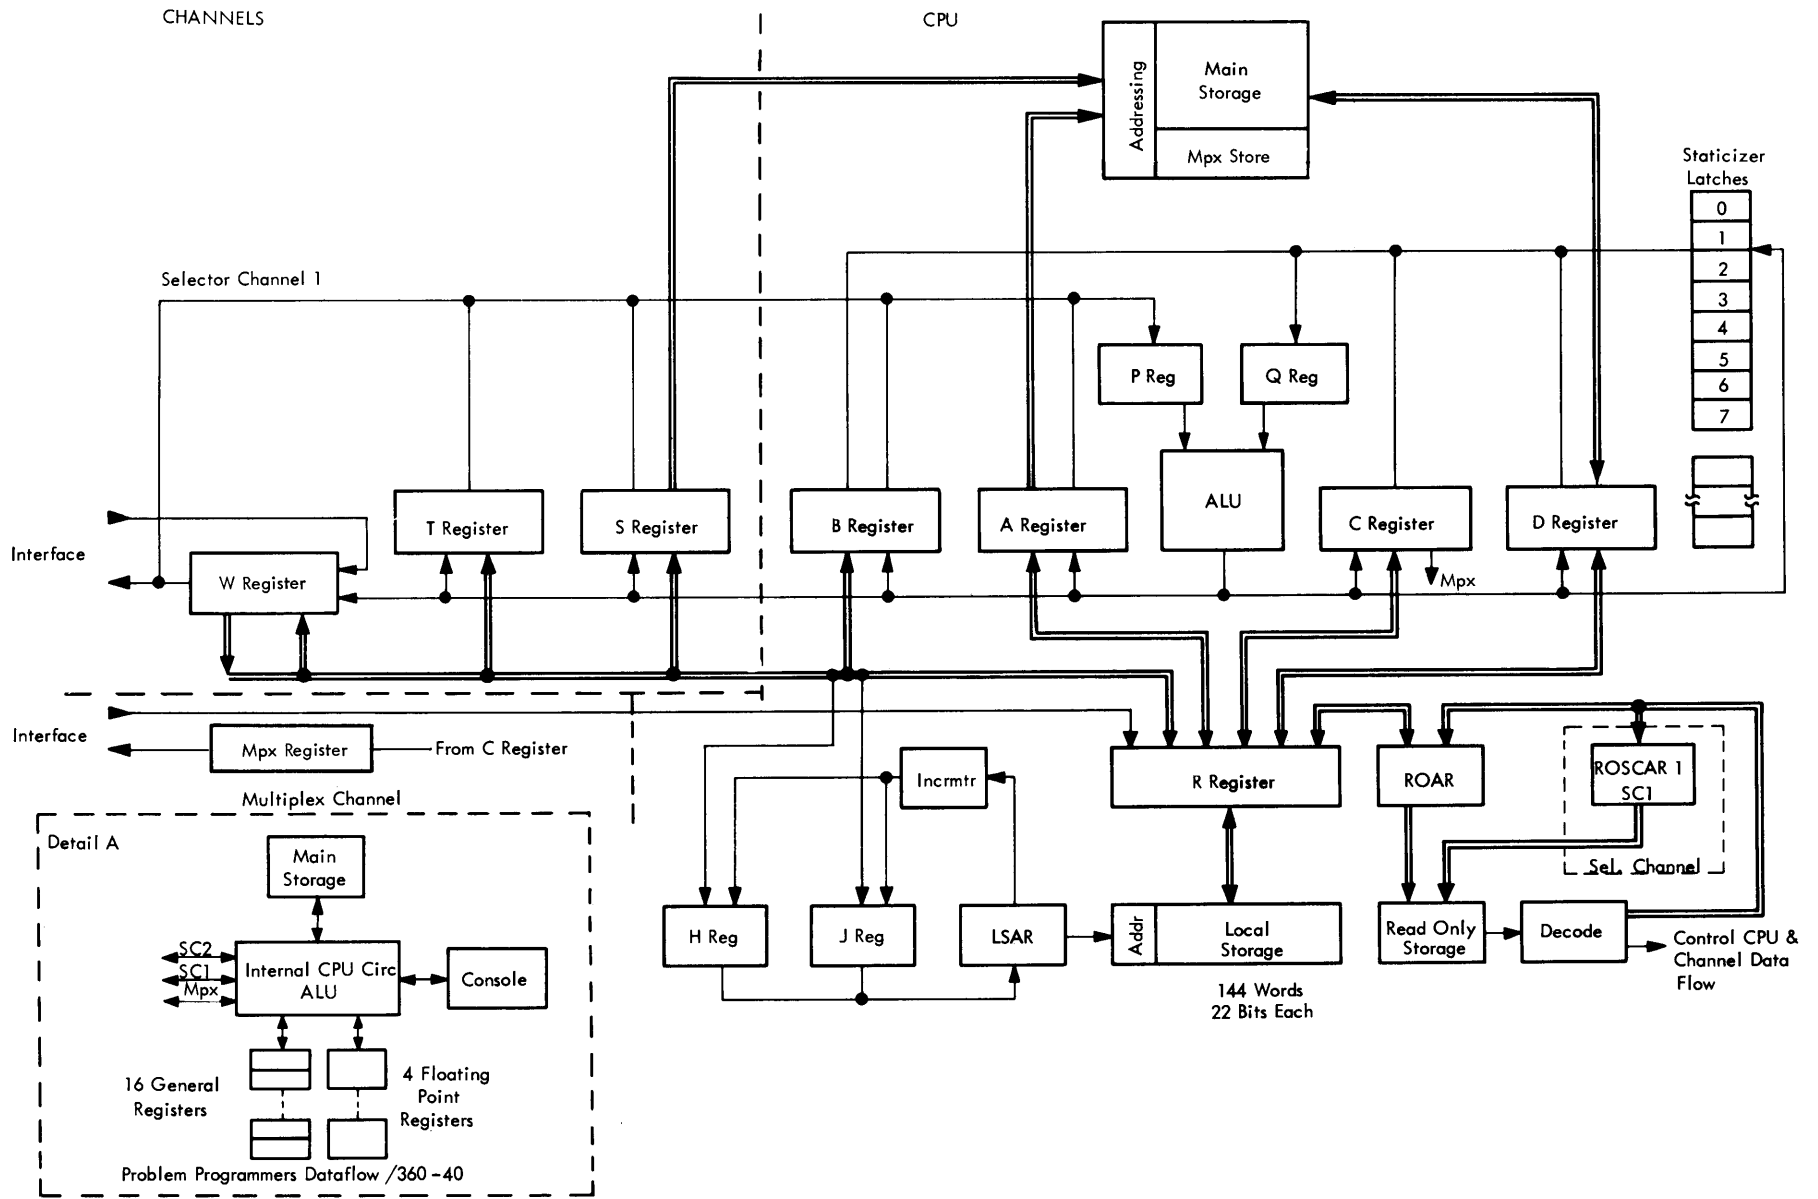 CHANNELS
CPU
Addressing
Main
Storage
Mpx Store
Staticizer
Latches
0
1
2
3
4
5
6
7
Selector Channel 1
P Reg
Q Reg
ALU
T Register
S Register
B Register
A Register
C Register
D Register
Interface
W Register
Mpx
Interface
Mpx Register
From C Register
Multiplex Channel
Incrmtr
R Register
ROAR
ROSCAR 1
SC1
Sel. Channel
H Reg
J Reg
LSAR
Addr
Local
Storage
144 Words
22 Bits Each
Read Only
Storage
Decode
Control CPU &
Channel Data
Flow
Detail A
Main
Storage
SC2
SC1
Mpx
Internal CPU Circ
ALU
Console
16 General
Registers
4 Floating
Point
Registers
Problem Programmers Dataflow /360-40